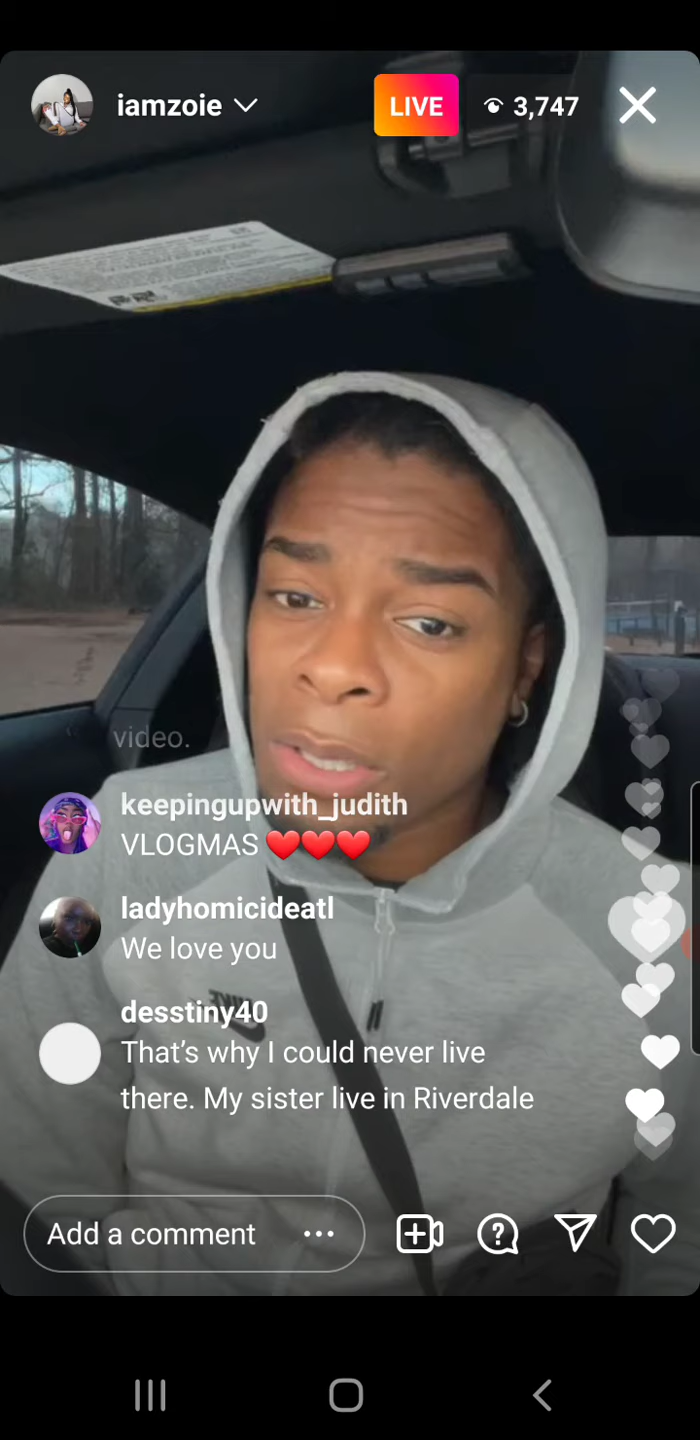 iamzoie
LIVE
3,747
video.
keepingupwith_judith
VLOGMAS ❤️❤️❤️
ladyhomicideatl
We love you
NIKE
desstiny40
That's why I could never live
there. My sister live in Riverdale
Add a comment